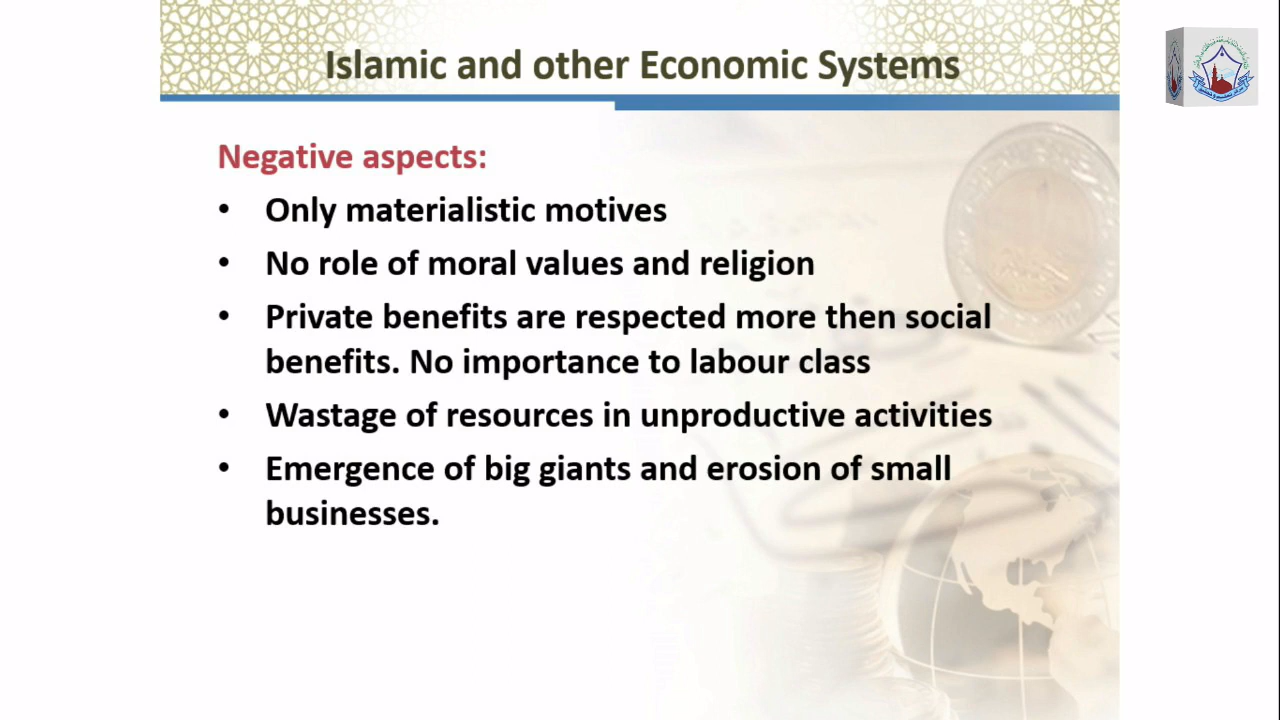 Islamic and other Economic Systems
Negative aspects:
• Only materialistic motives
• No role of moral values and religion
• Private benefits are respected more then social
benefits. No importance to labour class
• Wastage of resources in unproductive activities
• Emergence of big giants and erosion of small
businesses.